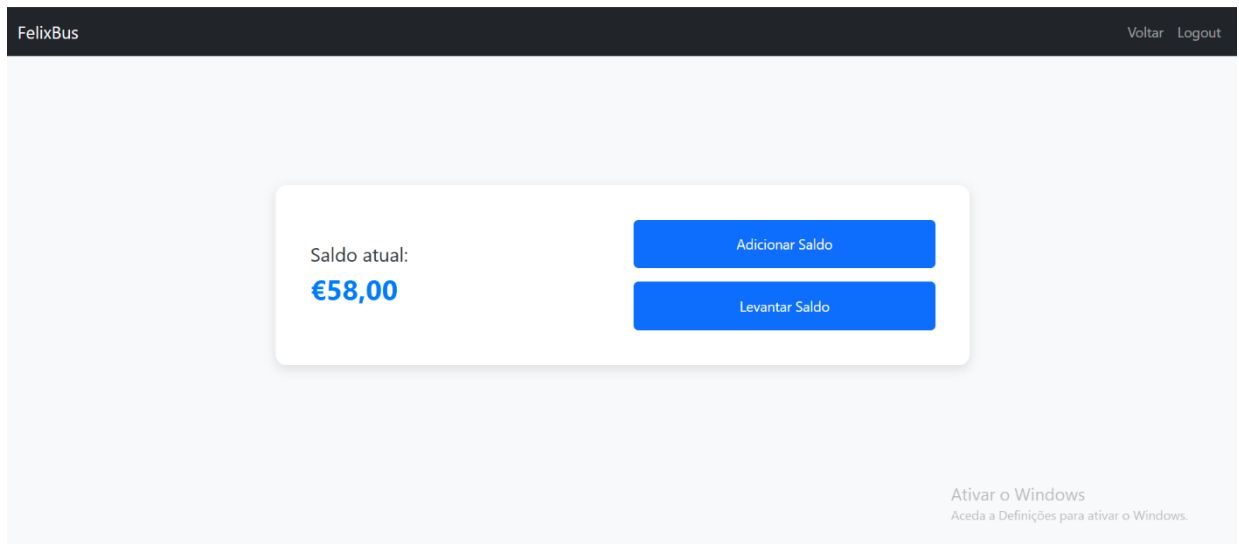 FelixBus
Voltar Logout
Saldo atual:
€58,00
Adicionar Saldo
Levantar Saldo
Ativar o Windows
Aceda a Definições para ativar o Windows.